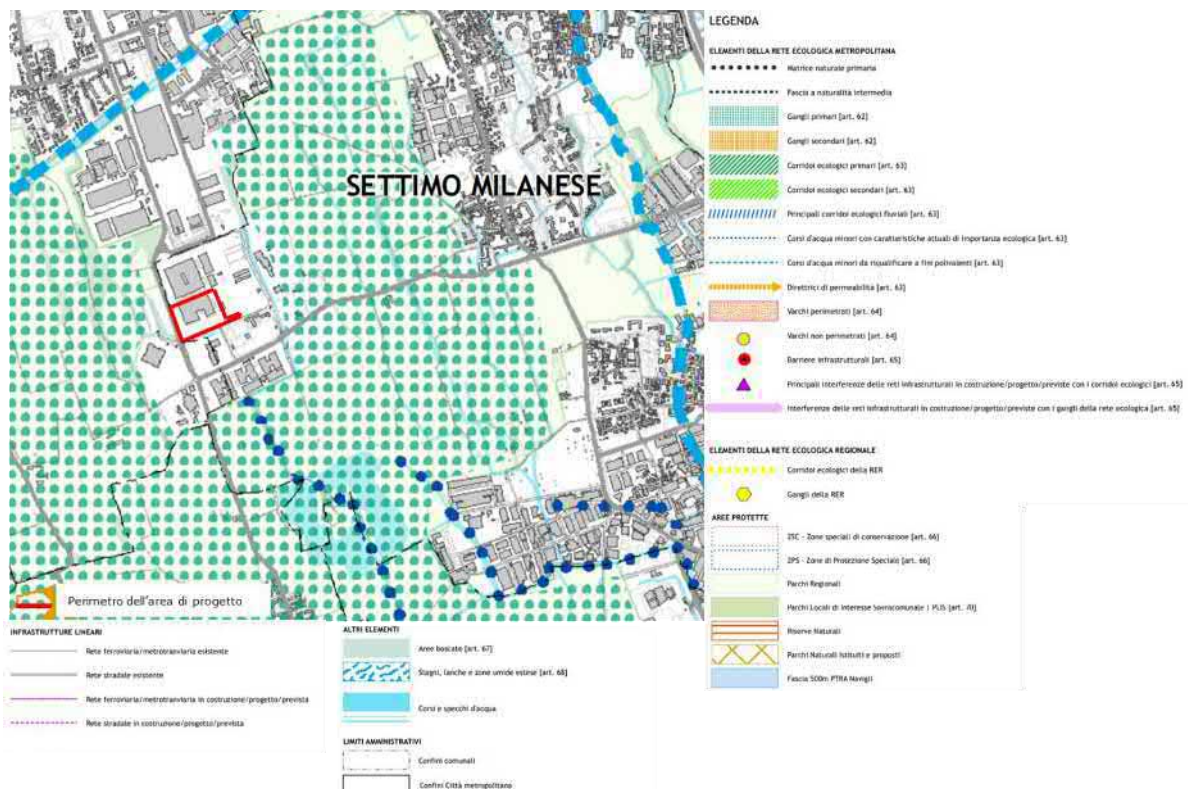 SETTIMO MILANESE
Perimetro dell'area di progetto
LEGENDA
ELEMENTI DELLA RETE ECOLOGICA METROPOLITANA
Matrice naturale primaria
Fascia a naturalità intermedia
Gangli primari [art. 62]
Gangli secondari [art. 62]
Corridoi ecologici primari [art. 63]
Corridoi ecologici secondari [art. 63]
Principali corridoi ecologici fluviali [art. 63]
Corsi d'acqua minori con caratteristiche attuali di importanza ecologica [art. 63]
Corsi d'acqua minori da riqualificare a fini polivalenti [art. 63]
Direttrici di permeabilità [art. 63]
Varchi perimetrati [art. 64]
Varchi non perimetrati [art. 64]
Barriere infrastrutturali [art. 65]
Principali interferenze delle reti infrastrutturali in costruzione/progetto/previste con i corridoi ecologici [art. 65]
Interferenze delle reti infrastrutturali in costruzione/progetto/previste con i gangli della rete ecologica [art. 65]
ELEMENTI DELLA RETE ECOLOGICA REGIONALE
Corridoi ecologici della RER
Gangli della RER
AREE PROTETTE
ZSC - Zone speciali di conservazione [art. 66]
ZPS - Zone di Protezione Speciale [art. 66]
Parchi Regionali
Parchi Locali di Interesse Sovracomunale | PLIS [art. 70]
Riserve Naturali
Parchi Naturali istituiti e proposti
Fascia 500m PTRA Navigli
INFRASTRUTTURE LINEARI
Rete ferroviaria/metrotranviaria esistente
Rete stradale esistente
Rete ferroviaria/metrotranviaria in costruzione/progetto/prevista
Rete stradale in costruzione/progetto/prevista
ALTRI ELEMENTI
Aree boscate [art. 67]
Stagni, lanche e zone umide estese [art. 68]
Corsi e specchi d'acqua
LIMITI AMMINISTRATIVI
Confini comunali
Confini Città metropolitana